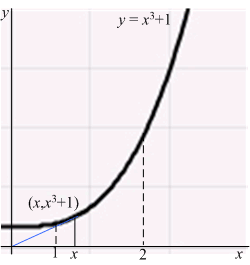 y
y = x³+1
(x,x³+1)
1 x 2 x